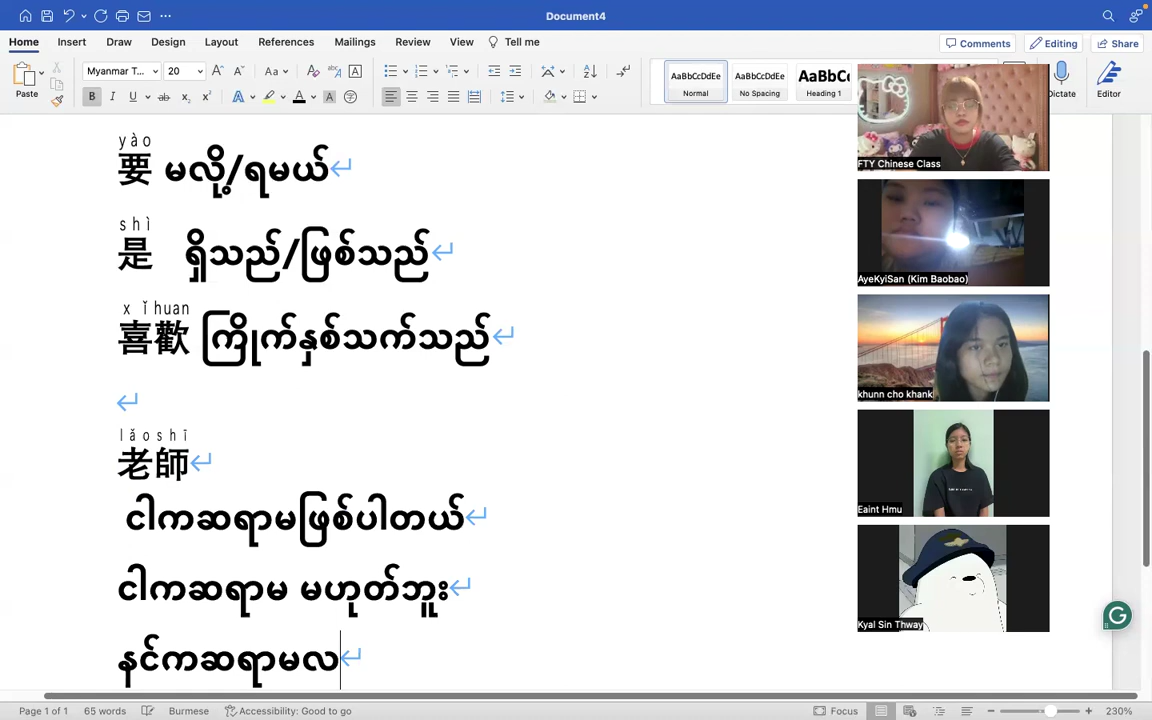 Document4
Home Insert Draw Design Layout References Mailings Review View Tell me
Comments Editing Share
Paste
Myanmar T... 20
Aa
Normal
No Spacing
Heading 1
Dictate
Editor
AaBbCcDdEe AaBbCcDdEe AaBbC
yào
要 မလို့/ရမယ်
shì
是 ရှိသည်/ဖြစ်သည်
xǐhuan
喜歡 ကြိုက်နှစ်သက်သည်
lǎoshī
老師
ငါကဆရာမဖြစ်ပါတယ်
ငါကဆရာမ မဟုတ်ဘူး
နင်ကဆရာမလ
FTY Chinese Class
AyeKyiSan (Kim Baobao)
khunn cho khank
Eaint Hmu
Kyal Sin Thway
Page 1 of 1 65 words Burmese Accessibility: Good to go Focus 230%